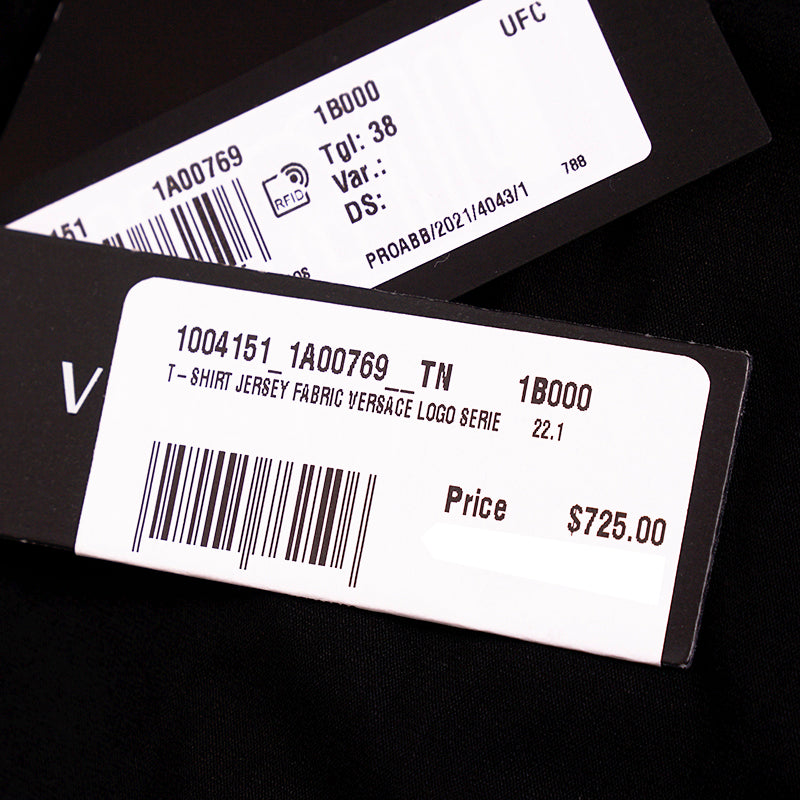 UFC
1B000
Tgl: 38
Var.:
DS:
1A00769
RFID
151
PROABB/2021/4043/1
788
V
1004151_1A00769__TN 1B000
T-SHIRT JERSEY FABRIC VERSACE LOGO SERIE 22.1
Price $725.00